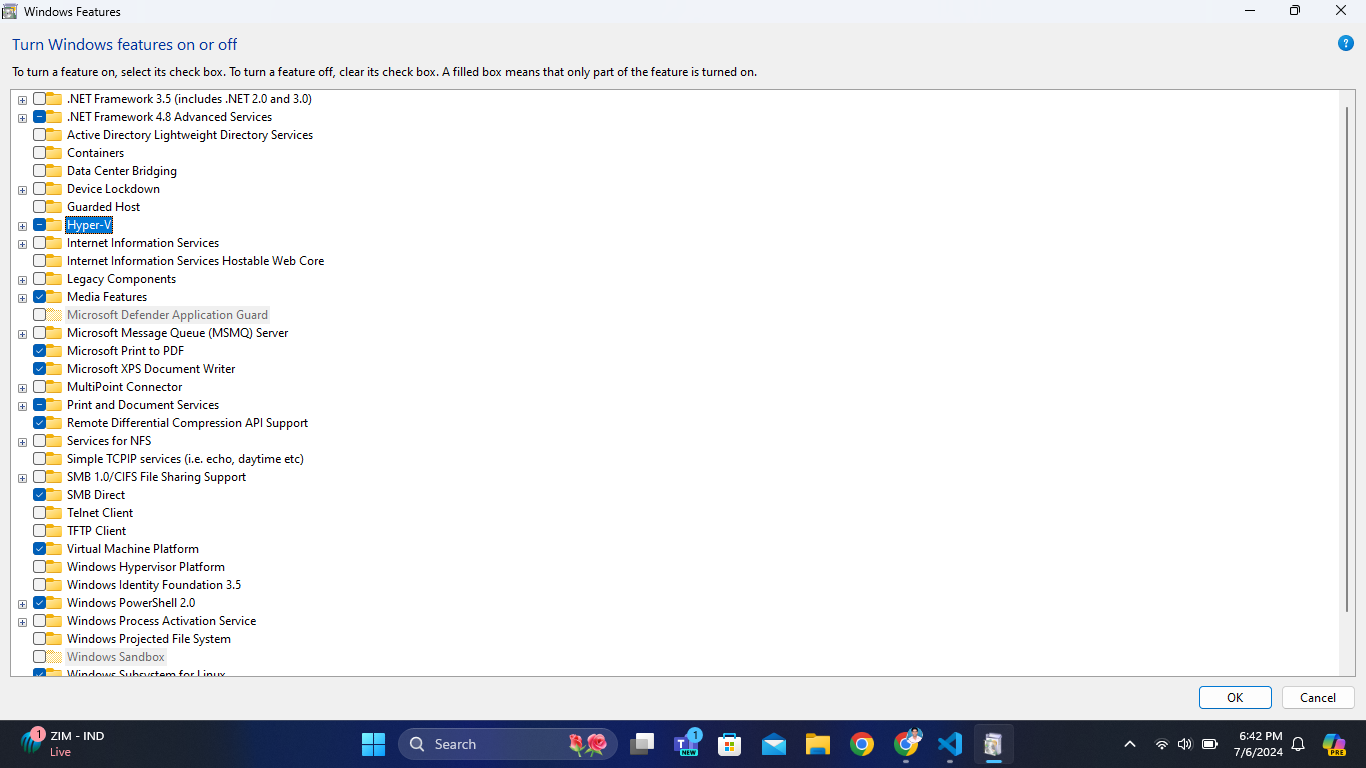 Windows Features
Turn Windows features on or off
To turn a feature on, select its check box. To turn a feature off, clear its check box. A filled box means that only part of the feature is turned on.
.NET Framework 3.5 (includes .NET 2.0 and 3.0)
.NET Framework 4.8 Advanced Services
Active Directory Lightweight Directory Services
Containers
Data Center Bridging
Device Lockdown
Guarded Host
Hyper-V
Internet Information Services
Internet Information Services Hostable Web Core
Legacy Components
Media Features
Microsoft Defender Application Guard
Microsoft Message Queue (MSMQ) Server
Microsoft Print to PDF
Microsoft XPS Document Writer
MultiPoint Connector
Print and Document Services
Remote Differential Compression API Support
Services for NFS
Simple TCPIP services (i.e. echo, daytime etc)
SMB 1.0/CIFS File Sharing Support
SMB Direct
Telnet Client
TFTP Client
Virtual Machine Platform
Windows Hypervisor Platform
Windows Identity Foundation 3.5
Windows PowerShell 2.0
Windows Process Activation Service
Windows Projected File System
Windows Sandbox
Windows Subsystem for Linux
OK
Cancel
1
ZIM - IND
Live
Search
1
NEW
6:42 PM
7/6/2024
PRE